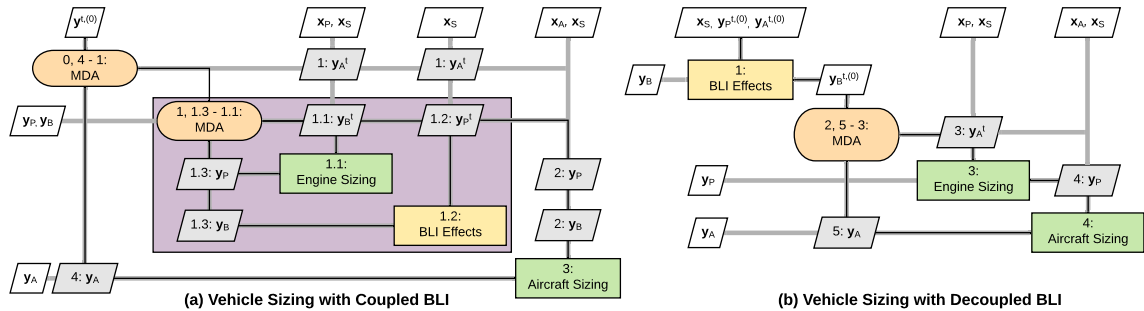 y^t,(0)
x_P, x_S
x_S
x_A, x_S
0, 4 - 1:
MDA
1: y_A^t
1: y_A^t
y_P, y_B
1, 1.3 - 1.1:
MDA
1.1: y_B^t
1.2: y_P^t
1.3: y_P
1.1:
Engine Sizing
2: y_P
1.3: y_B
1.2:
BLI Effects
2: y_B
y_A
4: y_A
3:
Aircraft Sizing
(a) Vehicle Sizing with Coupled BLI
x_S, y_P^t,(0), y_A^t,(0)
x_P, x_S
x_A, x_S
y_B
1:
BLI Effects
y_B^t,(0)
2, 5 - 3:
MDA
3: y_A^t
y_P
3:
Engine Sizing
4: y_P
y_A
5: y_A
4:
Aircraft Sizing
(b) Vehicle Sizing with Decoupled BLI